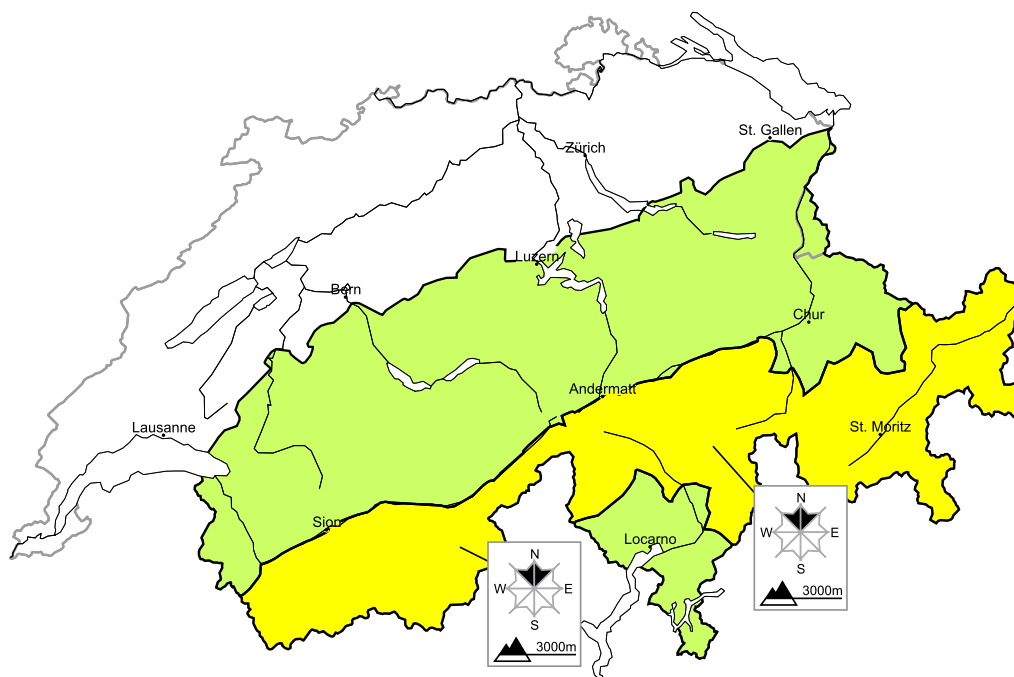 St. Gallen
Zürich
Luzern
Bern
Chur
Andermatt
Lausanne
St. Moritz
Sion
Locarno
N
W E
S
3000m
N
W E
S
3000m